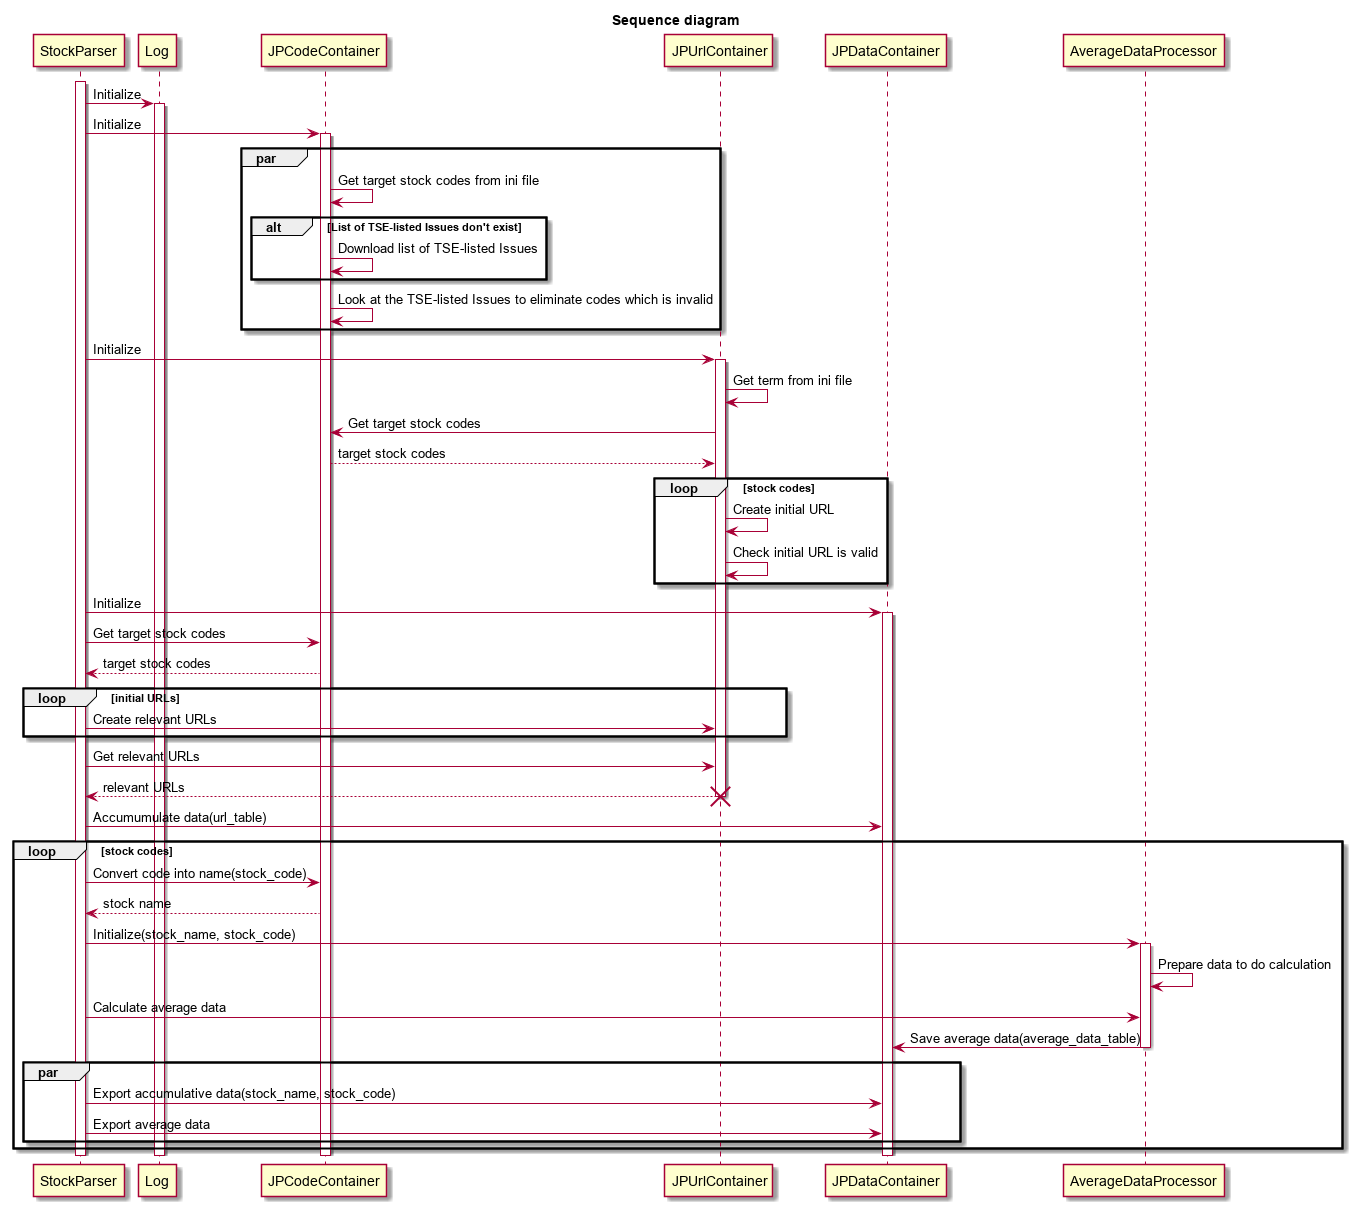 Sequence diagram
StockParser
Log
JPCodeContainer
JPUrlContainer
JPDataContainer
AverageDataProcessor
Initialize
Initialize
par
Get target stock codes from ini file
alt
[List of TSE-listed Issues don't exist]
Download list of TSE-listed Issues
Look at the TSE-listed Issues to eliminate codes which is invalid
Initialize
Get term from ini file
Get target stock codes
target stock codes
loop
[stock codes]
Create initial URL
Check initial URL is valid
Initialize
Get target stock codes
target stock codes
loop
[initial URLs]
Create relevant URLs
Get relevant URLs
relevant URLs
Accumumulate data(url_table)
loop
[stock codes]
Convert code into name(stock_code)
stock name
Initialize(stock_name, stock_code)
Prepare data to do calculation
Calculate average data
Save average data(average_data_table)
par
Export accumulative data(stock_name, stock_code)
Export average data
StockParser
Log
JPCodeContainer
JPUrlContainer
JPDataContainer
AverageDataProcessor